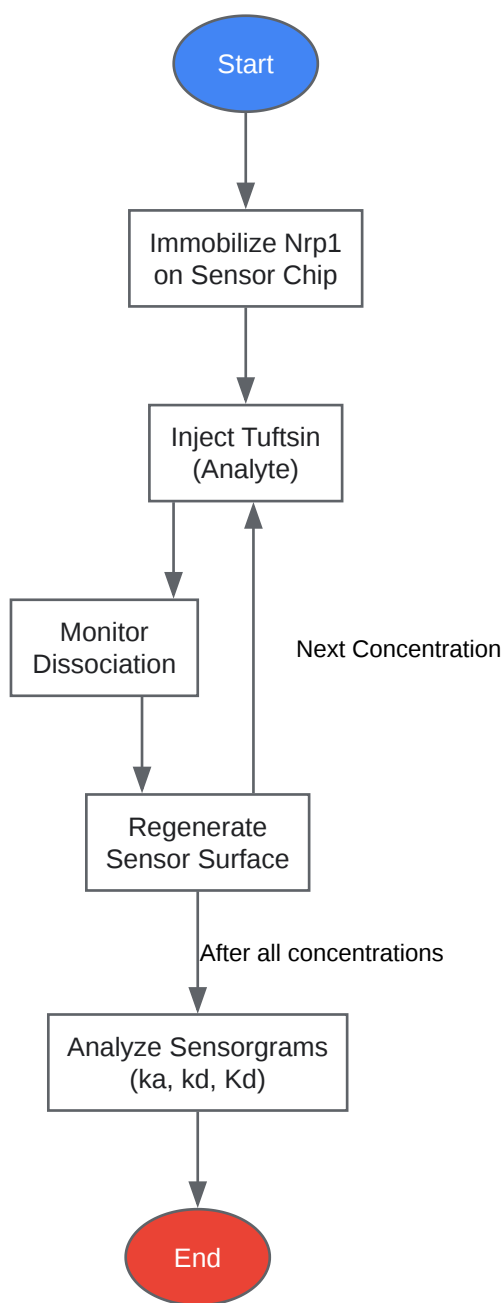 Start
Immobilize Nrp1
on Sensor Chip
Inject Tuftsin
(Analyte)
Monitor
Dissociation
Next Concentration
Regenerate
Sensor Surface
After all concentrations
Analyze Sensorgrams
(ka, kd, Kd)
End